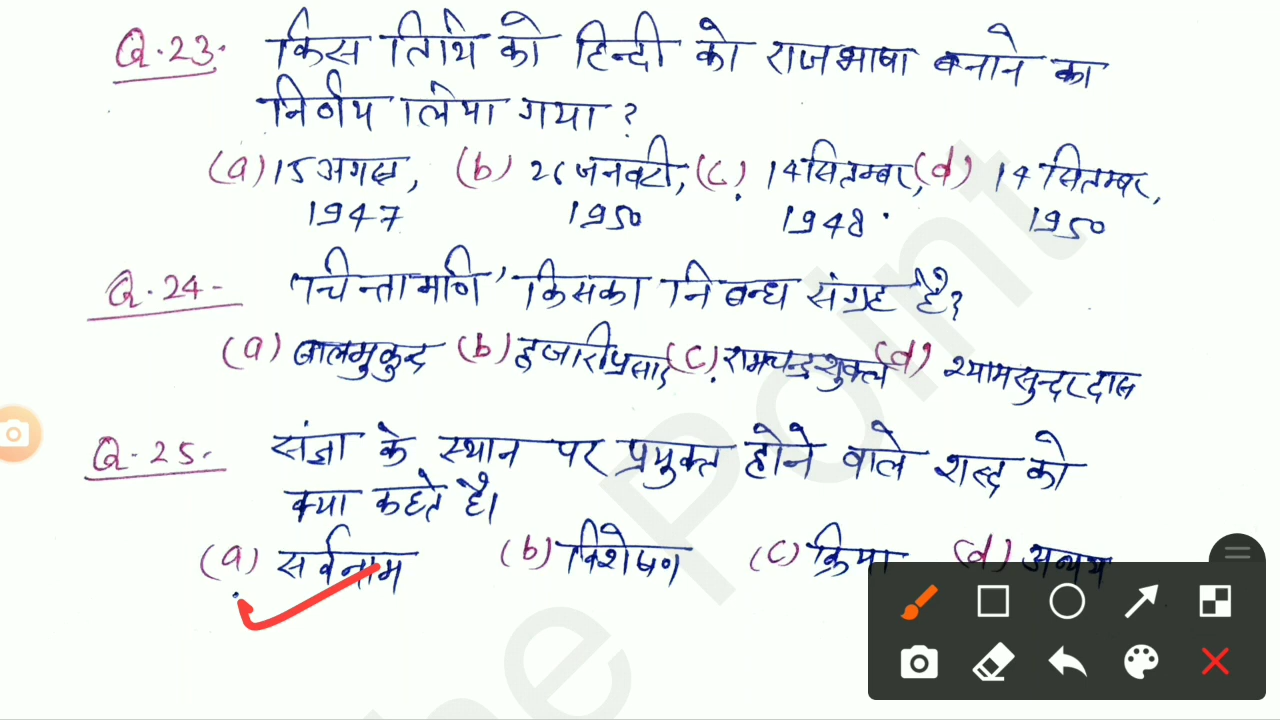 Q.23. किस तिथि को हिन्दी को राजभाषा बनाने का
निर्णय लिया गया ?
(a) 15 अगस्त, (b) 26 जनवरी, (c) 14 सितम्बर, (d) 14 सितम्बर,
1947 1950 1948 1950
Q.24- 'चिन्तामणि' किसका निबन्ध संग्रह है?
(a) बालमुकुन्द (b) हजारीप्रसाद (c) रामचन्द्र शुक्ल (d) श्यामसुन्दर दास
Q.25. संज्ञा के स्थान पर प्रयुक्त होने वाले शब्द को
क्या कहते है।
(a) सर्वनाम (b) विशेषण (c) क्रिया (d) अव्यय
the Point